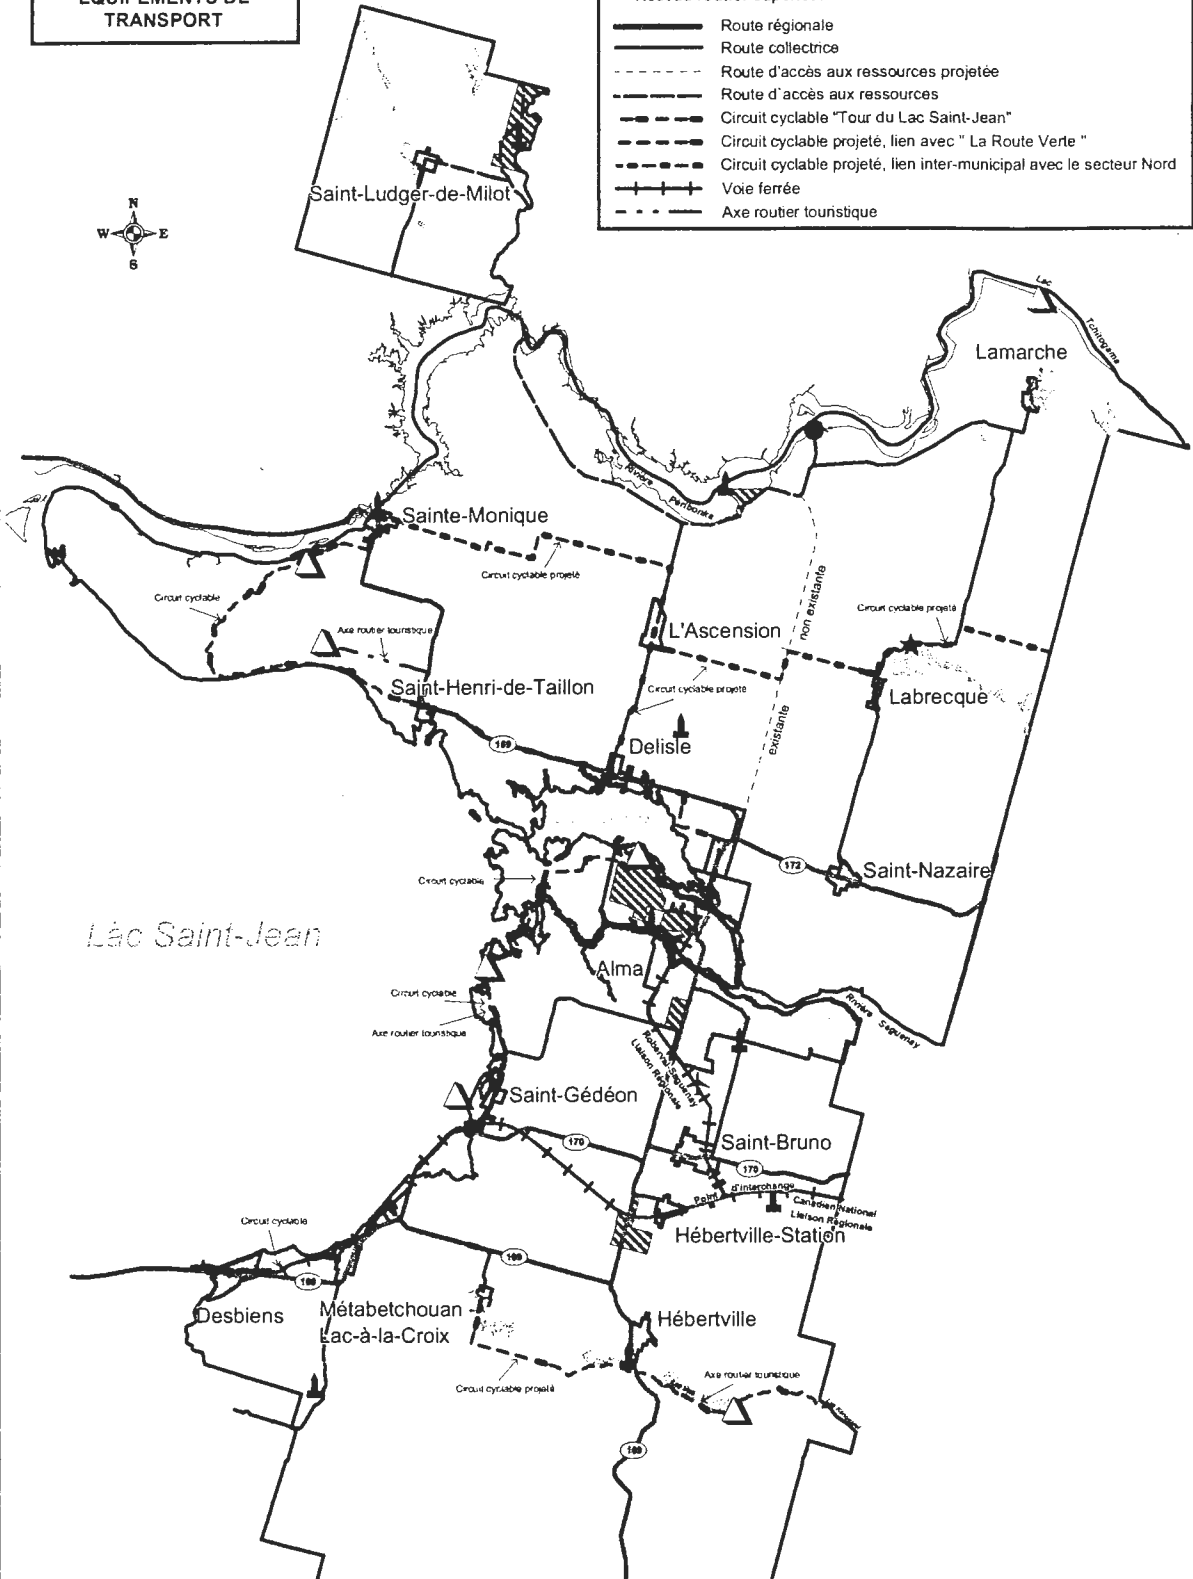 ÉQUIPEMENTS DE
TRANSPORT
Route régionale
Route collectrice
Route d'accès aux ressources projetée
Route d'accès aux ressources
Circuit cyclable "Tour du Lac Saint-Jean"
Circuit cyclable projeté, lien avec " La Route Verte "
Circuit cyclable projeté, lien inter-municipal avec le secteur Nord
Voie ferrée
Axe routier touristique
N
W E
S
Saint-Ludger-de-Milot
Lac
Tchitogama
Lamarche
Rivière
Péribonka
Sainte-Monique
Circuit cyclable projeté
Circuit cyclable
non existante
Circuit cyclable projeté
L'Ascension
Axe routier touristique
Circuit cyclable projeté
Saint-Henri-de-Taillon
Labrecque
existante
169
Delisle
172
Saint-Nazaire
Circuit cyclable
Lac Saint-Jean
Alma
Circuit cyclable
Axe routier touristique
Rivière Saguenay
Roberval-Saguenay
Liaison Régionale
Saint-Gédéon
170
Saint-Bruno
170
Point d'interchange
Canadien National
Liaison Régionale
Circuit cyclable
Hébertville-Station
169
169
Desbiens
Métabetchouan
Lac-à-la-Croix
Hébertville
Circuit cyclable projeté
Axe routier touristique
169